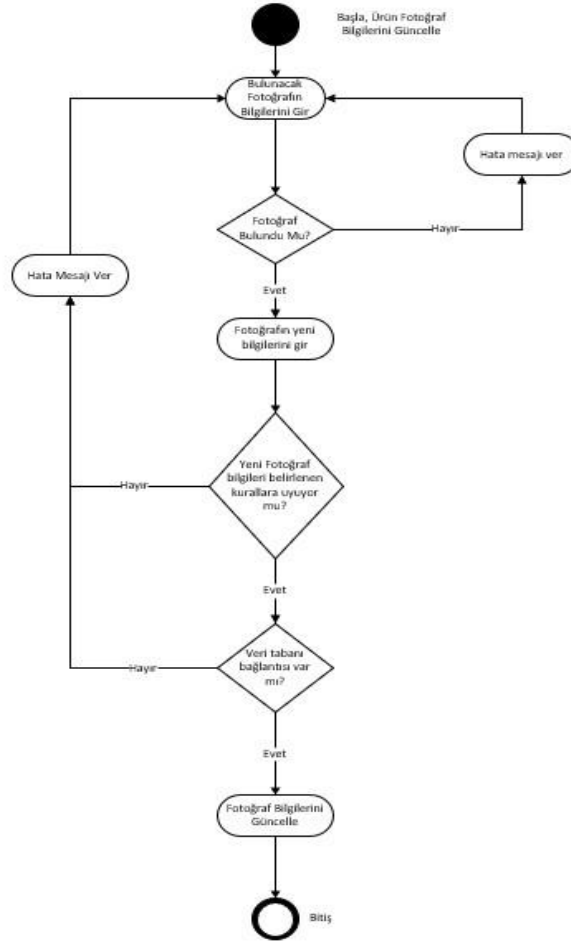 Başla, Ürün Fotoğraf
Bilgilerini Güncelle
Bulunacak
Fotoğrafın
Bilgilerini Gir
Hata mesajı ver
Fotoğraf
Bulundu Mu?
Hayır
Hata Mesajı Ver
Evet
Fotoğrafın yeni
bilgilerini gir
Yeni Fotoğraf
bilgileri belirlenen
kurallara uyuyor
mu?
Hayır
Evet
Veri tabanı
bağlantısı var
mı?
Hayır
Evet
Fotoğraf Bilgilerini
Güncelle
Bitiş